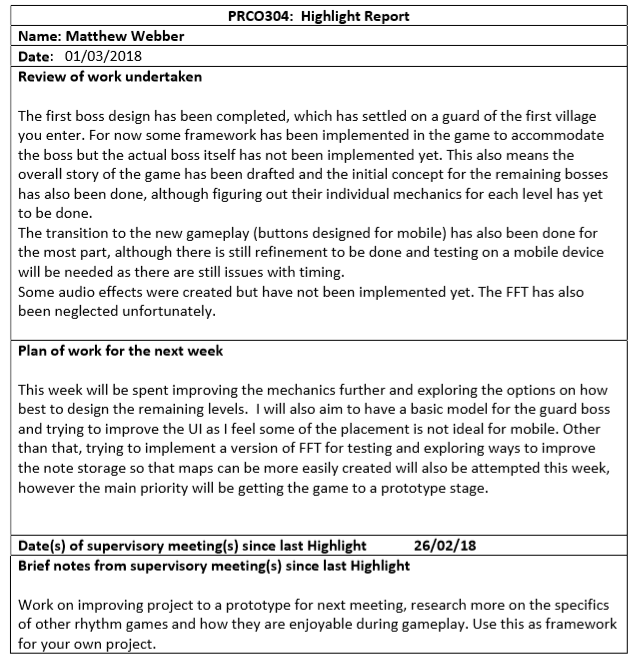 PRCO304: Highlight Report
Name: Matthew Webber
Date: 01/03/2018
Review of work undertaken
The first boss design has been completed, which has settled on a guard of the first village
you enter. For now some framework has been implemented in the game to accommodate
the boss but the actual boss itself has not been implemented yet. This also means the
overall story of the game has been drafted and the initial concept for the remaining bosses
has also been done, although figuring out their individual mechanics for each level has yet
to be done.
The transition to the new gameplay (buttons designed for mobile) has also been done for
the most part, although there is still refinement to be done and testing on a mobile device
will be needed as there are still issues with timing.
Some audio effects were created but have not been implemented yet. The FFT has also
been neglected unfortunately.
Plan of work for the next week
This week will be spent improving the mechanics further and exploring the options on how
best to design the remaining levels. I will also aim to have a basic model for the guard boss
and trying to improve the UI as I feel some of the placement is not ideal for mobile. Other
than that, trying to implement a version of FFT for testing and exploring ways to improve
the note storage so that maps can be more easily created will also be attempted this week,
however the main priority will be getting the game to a prototype stage.
Date(s) of supervisory meeting(s) since last Highlight 26/02/18
Brief notes from supervisory meeting(s) since last Highlight
Work on improving project to a prototype for next meeting, research more on the specifics
of other rhythm games and how they are enjoyable during gameplay. Use this as framework
for your own project.